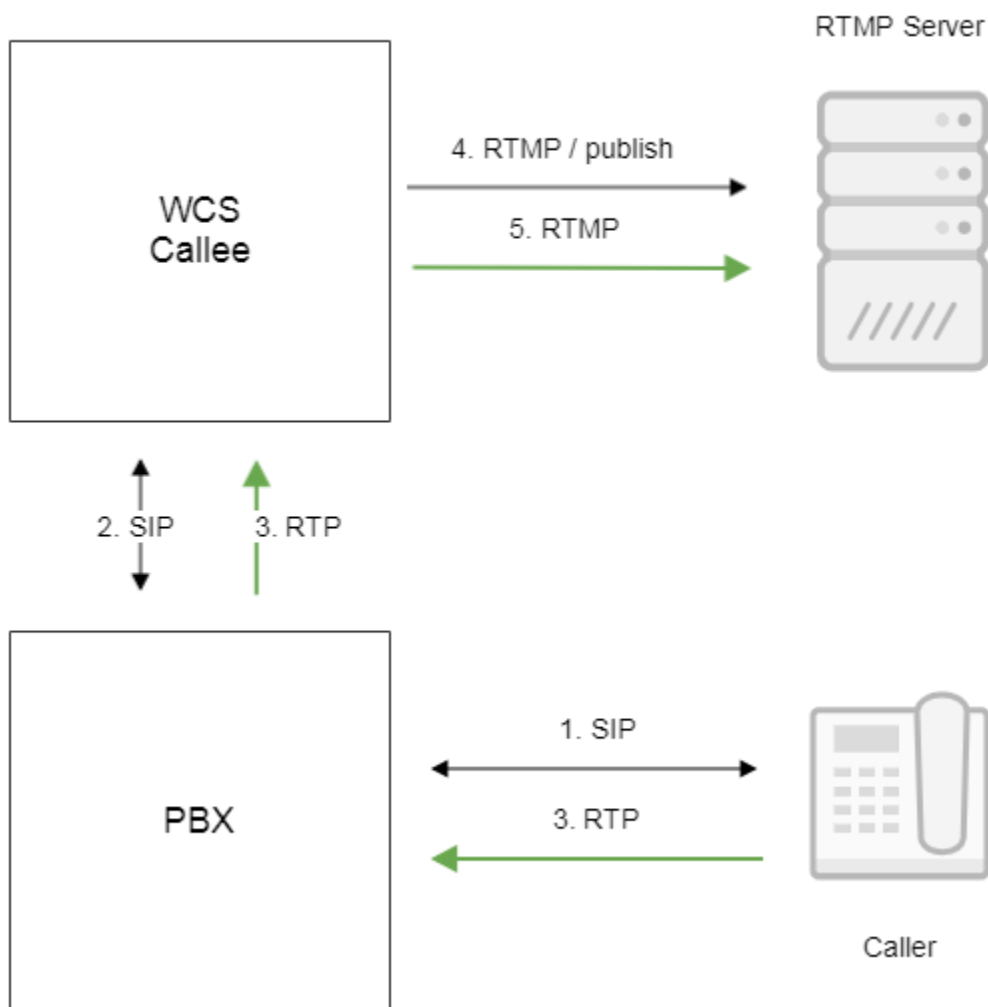 RTMP Server
4. RTMP / publish
WCS
Callee
5. RTMP
2. SIP
3. RTP
1. SIP
PBX
3. RTP
Caller